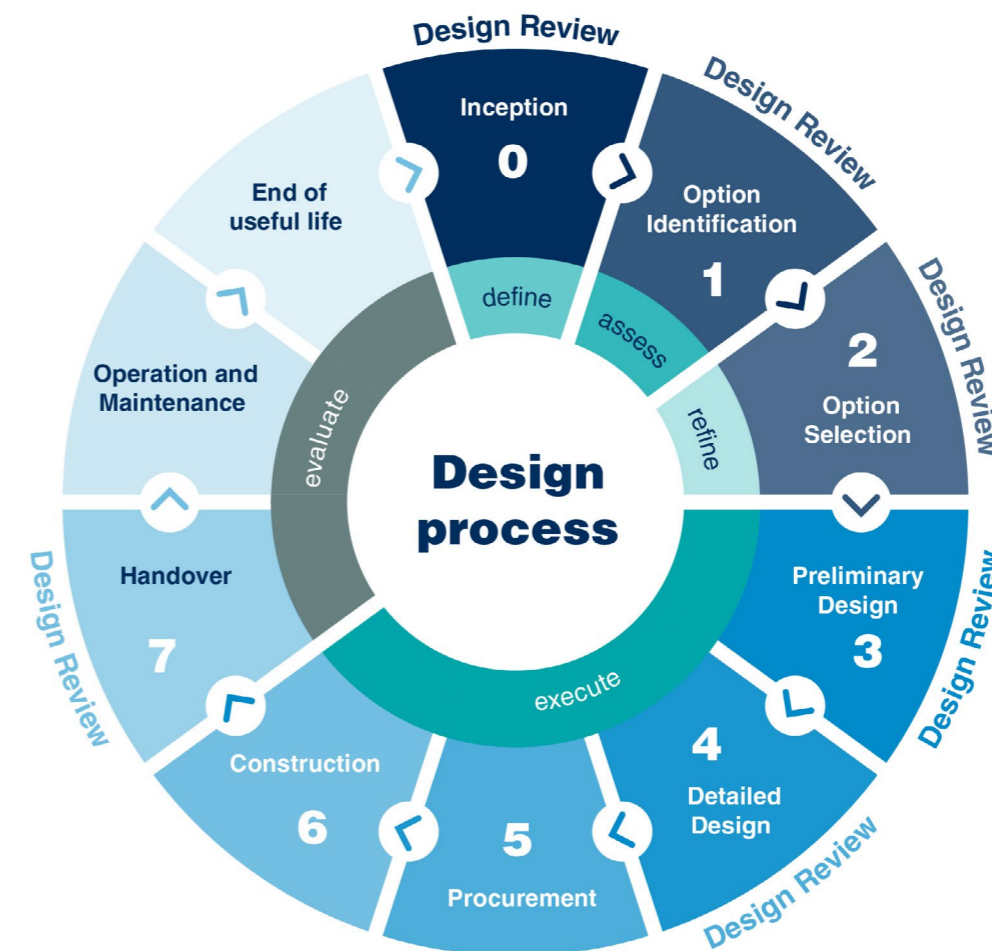 Design Review
Inception
0
Design Review
Option
Identification
1
Design Review
2
Option
Selection
Design Review
Preliminary
Design
3
Design Review
4
Detailed
Design
5
Procurement
Construction
6
Design Review
Handover
7
Operation and
Maintenance
End of
useful life
define
assess
refine
execute
evaluate
Design
process